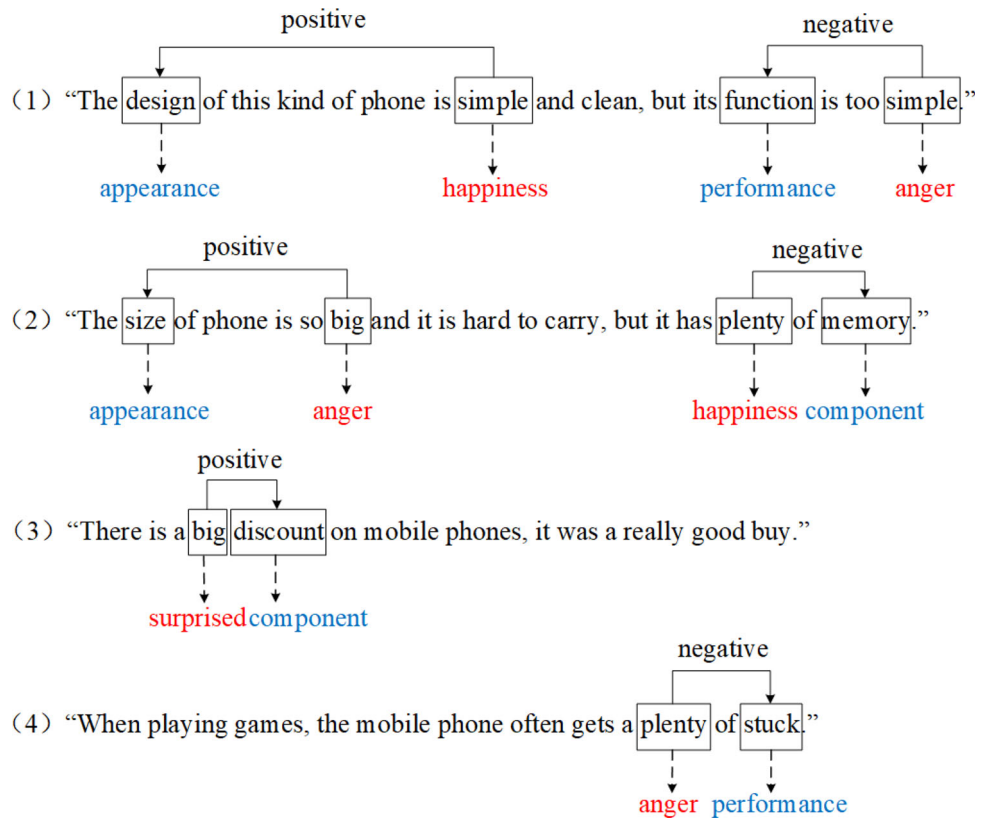 positive negative
(1) “The design of this kind of phone is simple and clean, but its function is too simple.”
appearance happiness performance anger
positive negative
(2) “The size of phone is so big and it is hard to carry, but it has plenty of memory.”
appearance anger happiness component
positive
(3) “There is a big discount on mobile phones, it was a really good buy.”
surprised component
negative
(4) “When playing games, the mobile phone often gets a plenty of stuck.”
anger performance